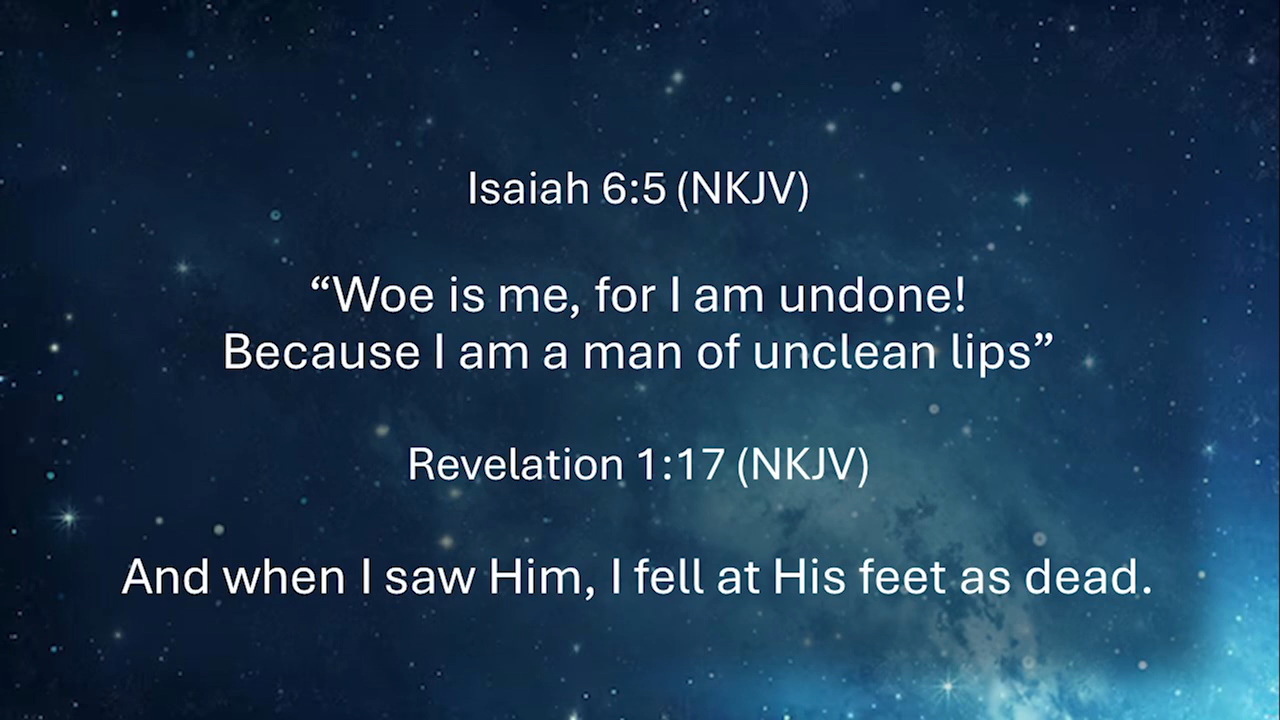 Isaiah 6:5 (NKJV)
“Woe is me, for I am undone!
Because I am a man of unclean lips”
Revelation 1:17 (NKJV)
And when I saw Him, I fell at His feet as dead.